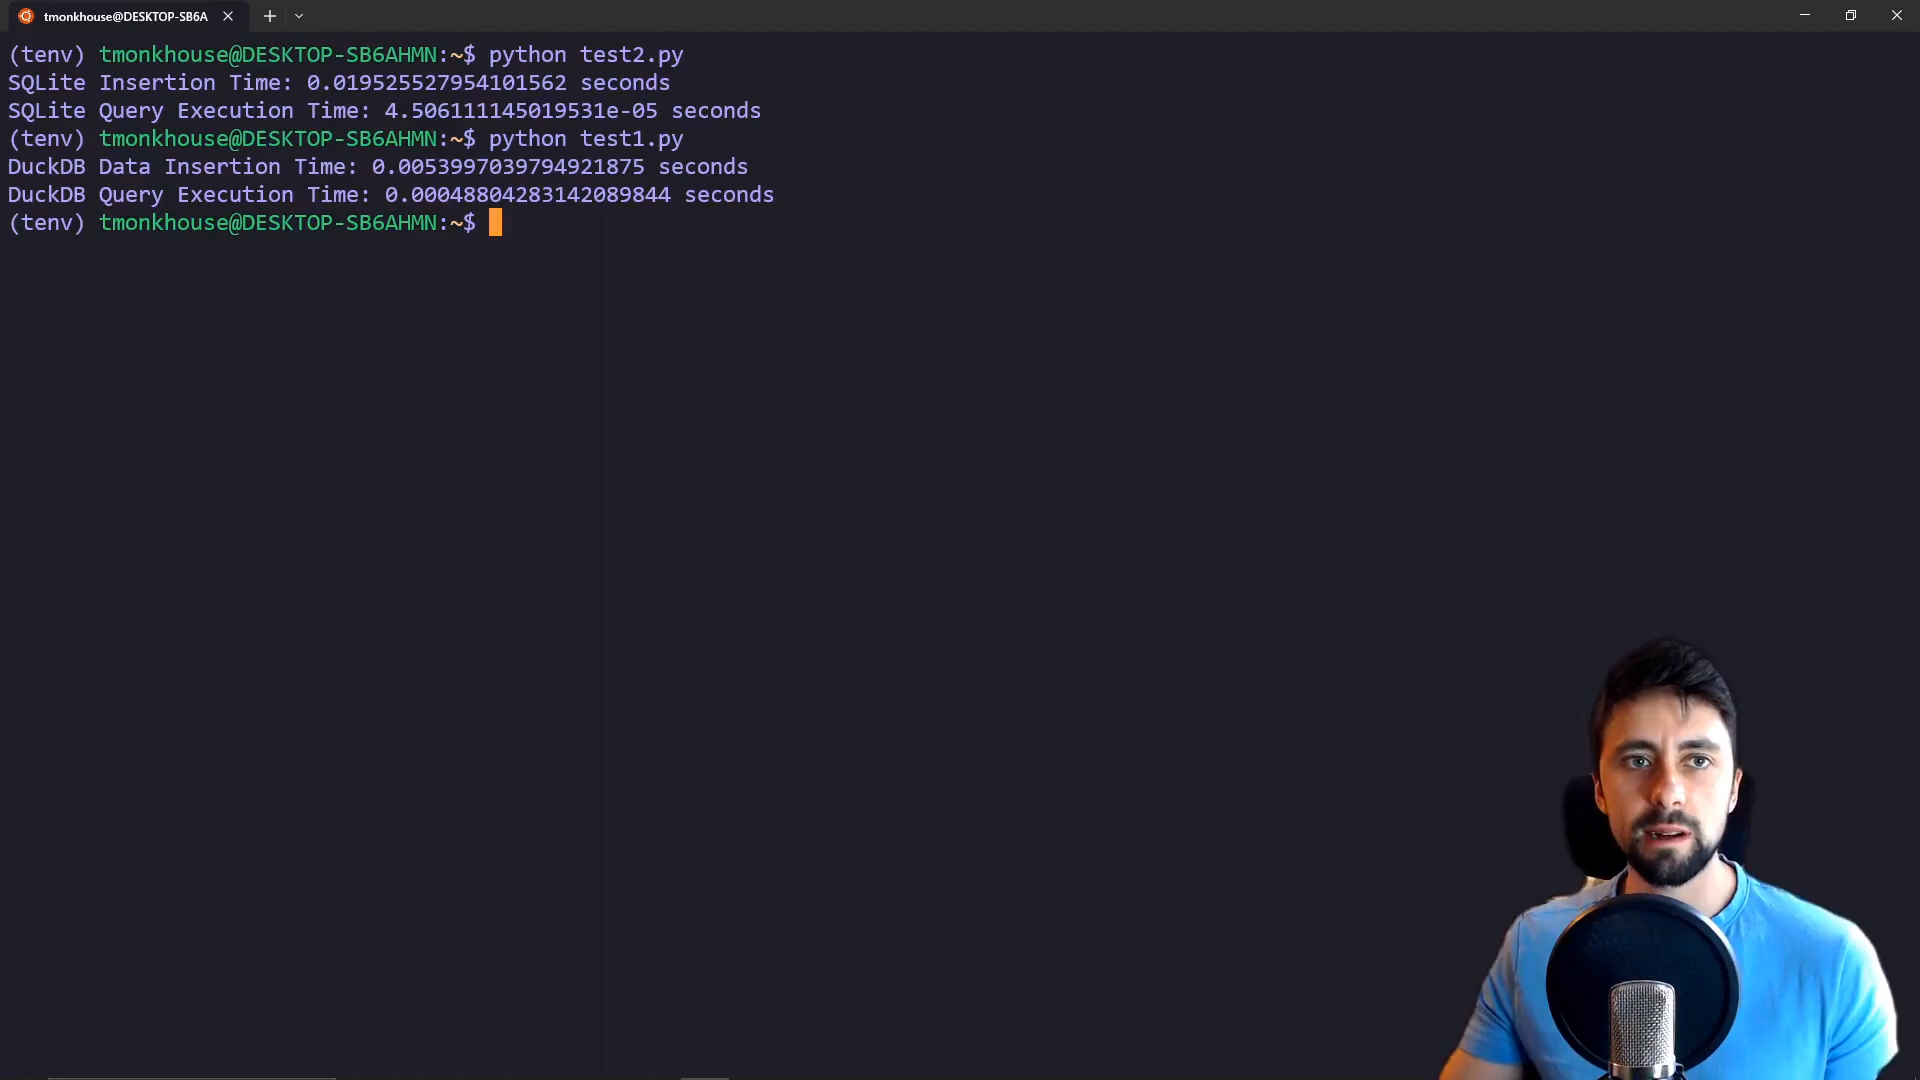 tmonkhouse@DESKTOP-SB6A
(tenv) tmonkhouse@DESKTOP-SB6AHMN:~$ python test2.py
SQLite Insertion Time: 0.019525527954101562 seconds
SQLite Query Execution Time: 4.506111145019531e-05 seconds
(tenv) tmonkhouse@DESKTOP-SB6AHMN:~$ python test1.py
DuckDB Data Insertion Time: 0.0053997039794921875 seconds
DuckDB Query Execution Time: 0.00048804283142089844 seconds
(tenv) tmonkhouse@DESKTOP-SB6AHMN:~$